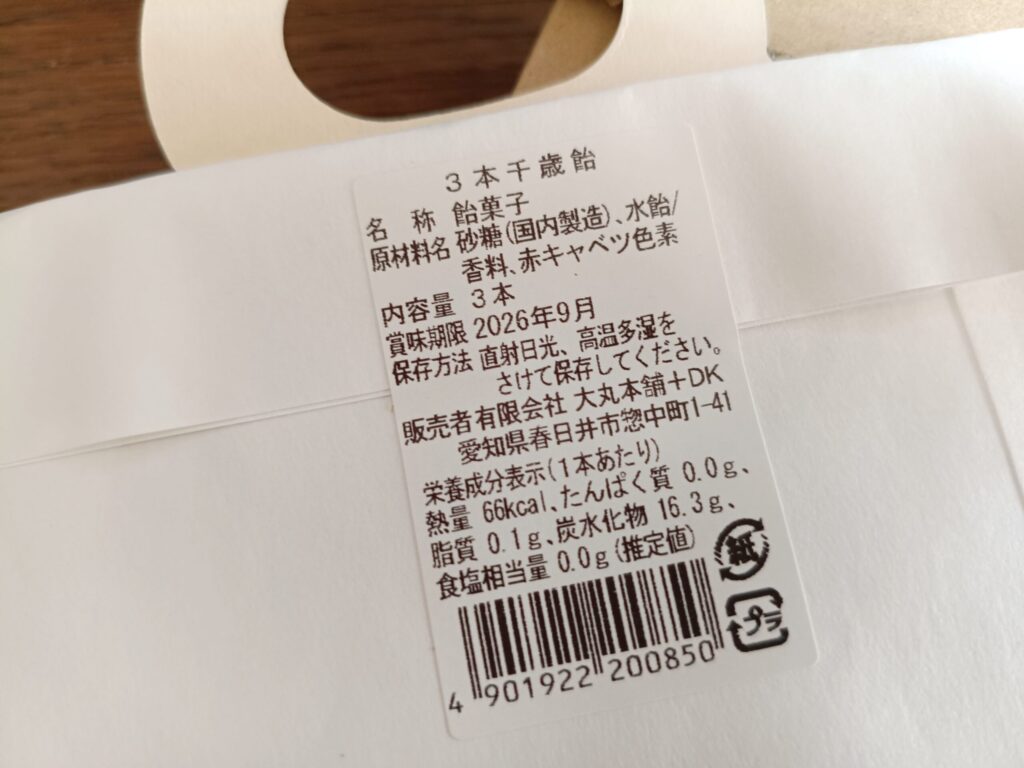 3本千歳飴
名 称 飴菓子
原材料名 砂糖(国内製造)、水飴/
香料、赤キャベツ色素
内容量 3本
賞味期限 2026年9月
保存方法 直射日光、高温多湿を
さけて保存してください。
販売者 有限会社 大丸本舗+DK
愛知県春日井市惣中町1-41
栄養成分表示(1本あたり)
熱量 66kcal、たんぱく質 0.0g、
脂質 0.1g、炭水化物 16.3g、
食塩相当量 0.0g(推定値)
紙
プラ
4 901922 200850